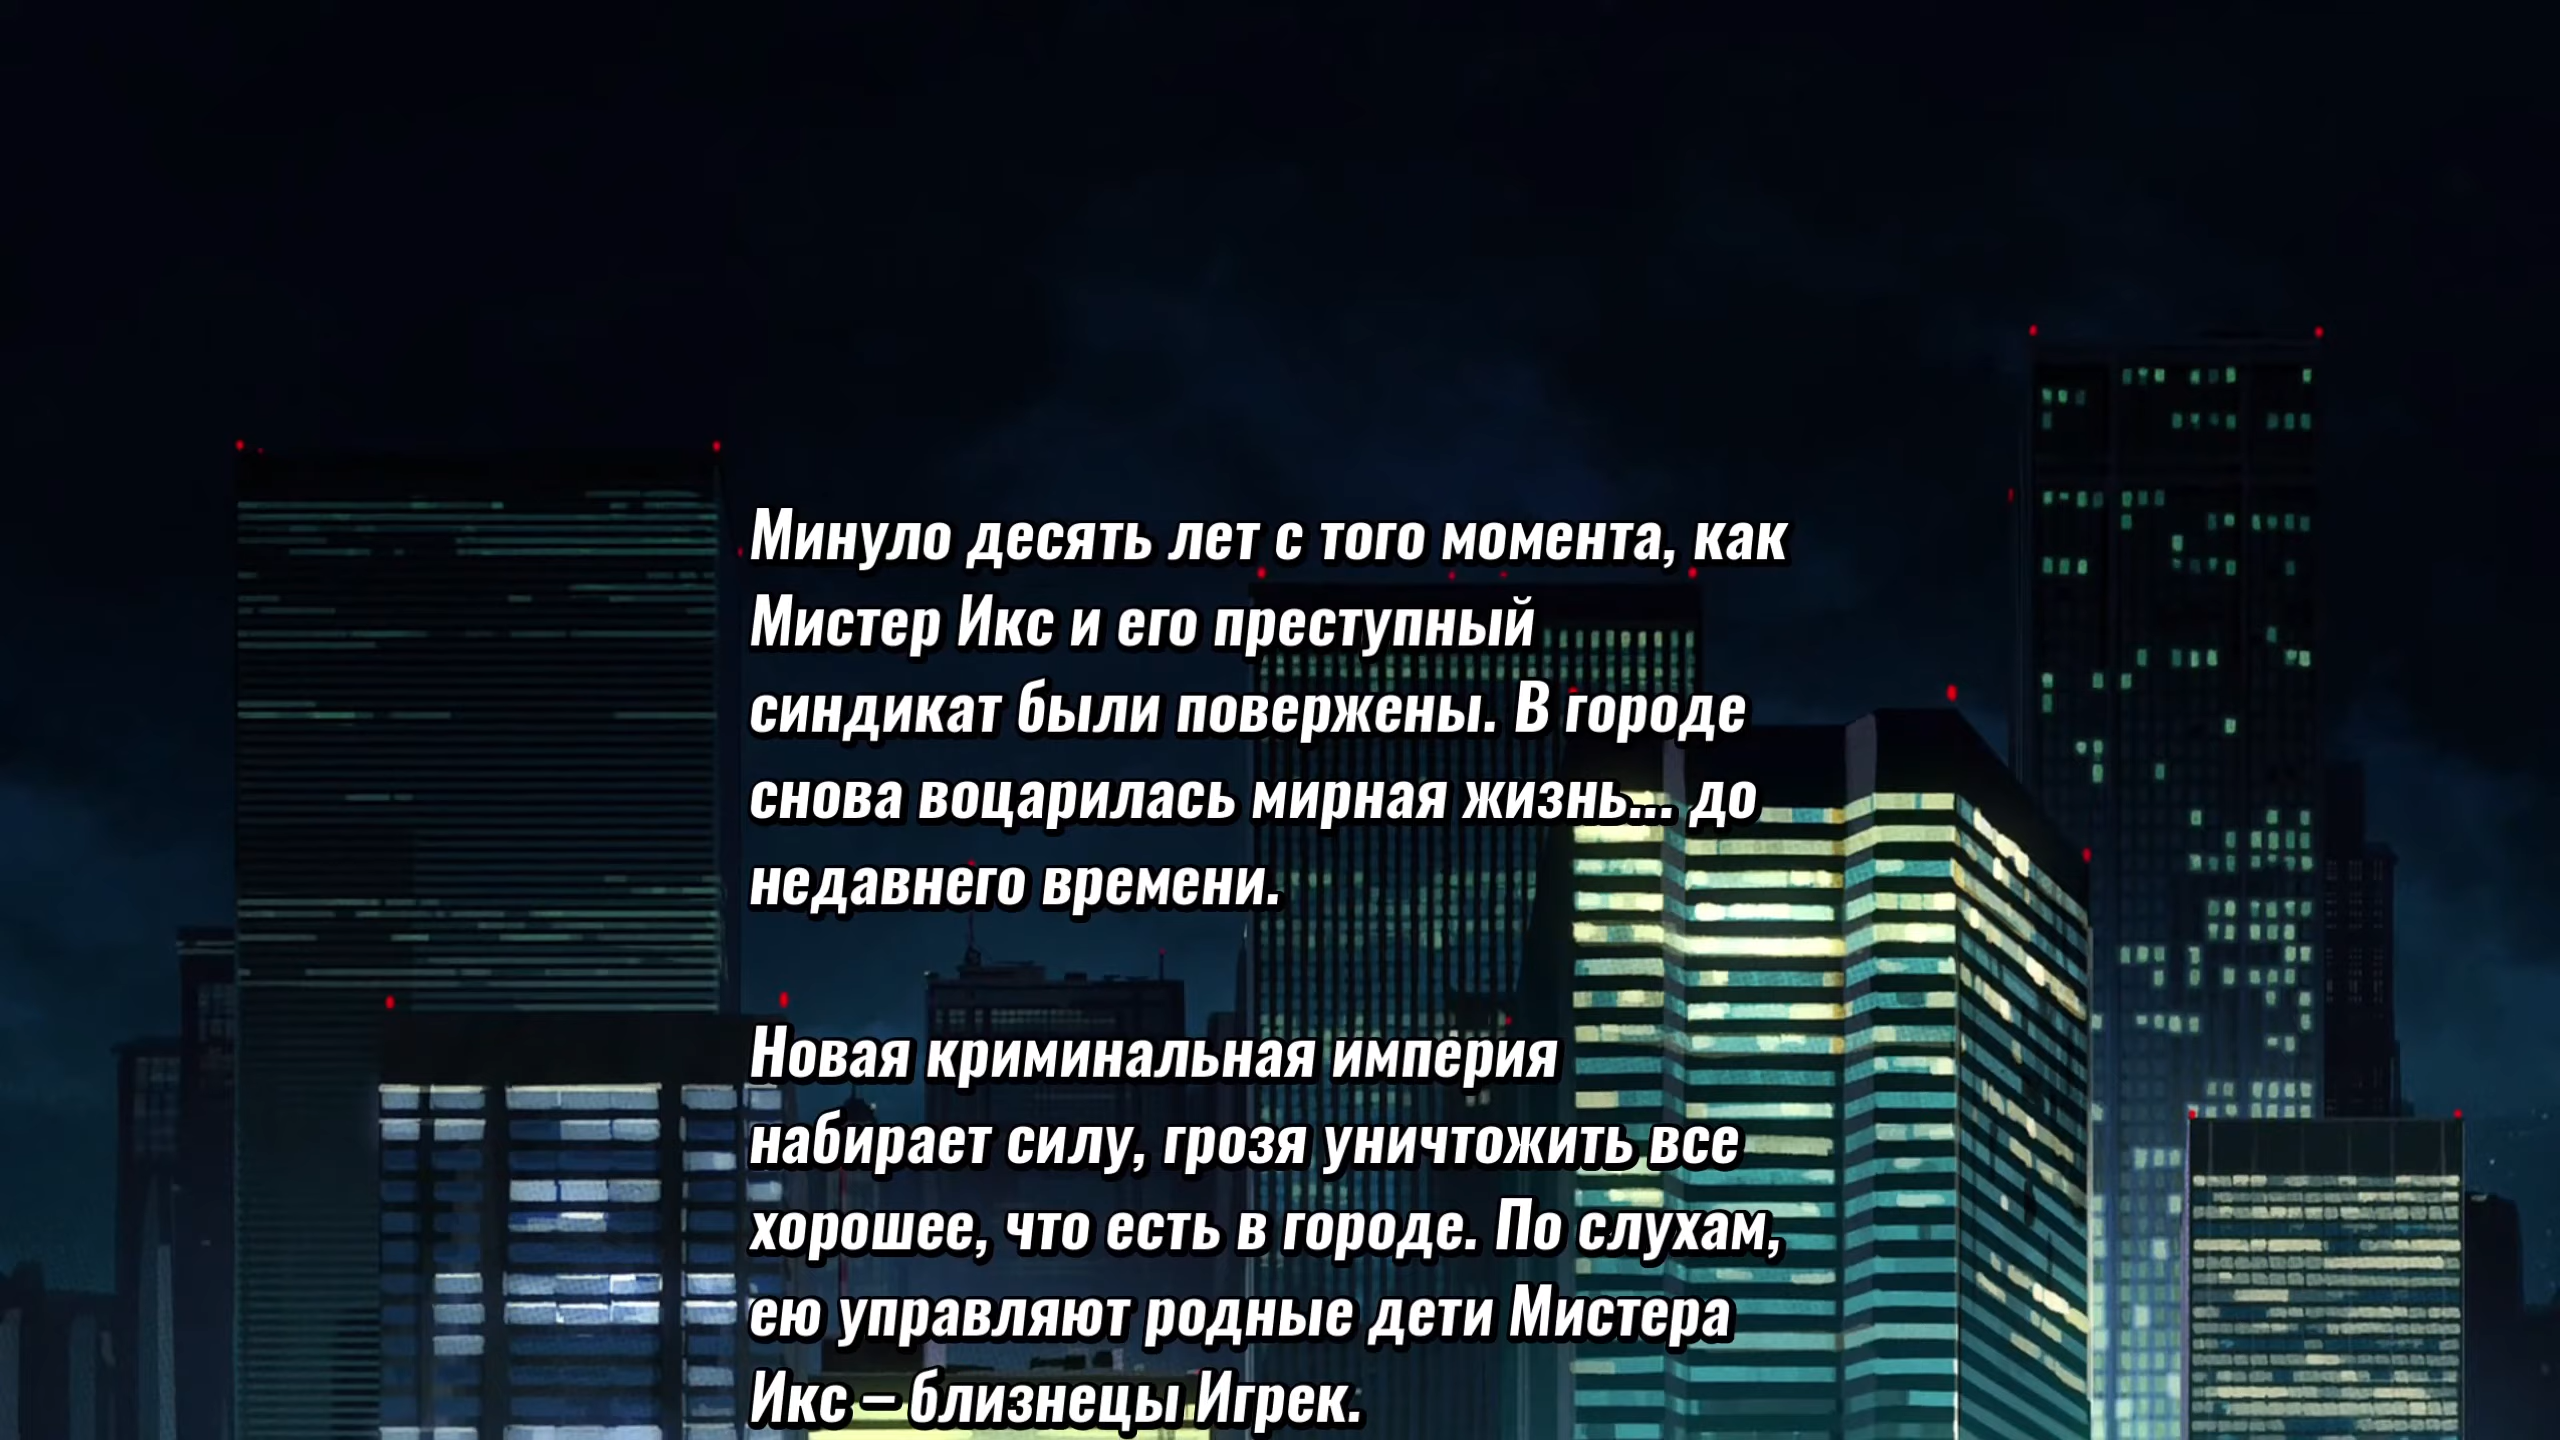 Минуло десять лет с того момента, как
Мистер Икс и его преступный
синдикат были повержены. В городе
снова воцарилась мирная жизнь... до
недавнего времени.
Новая криминальная империя
набирает силу, грозя уничтожить все
хорошее, что есть в городе. По слухам,
ею управляют родные дети Мистера
Икс – близнецы Игрек.